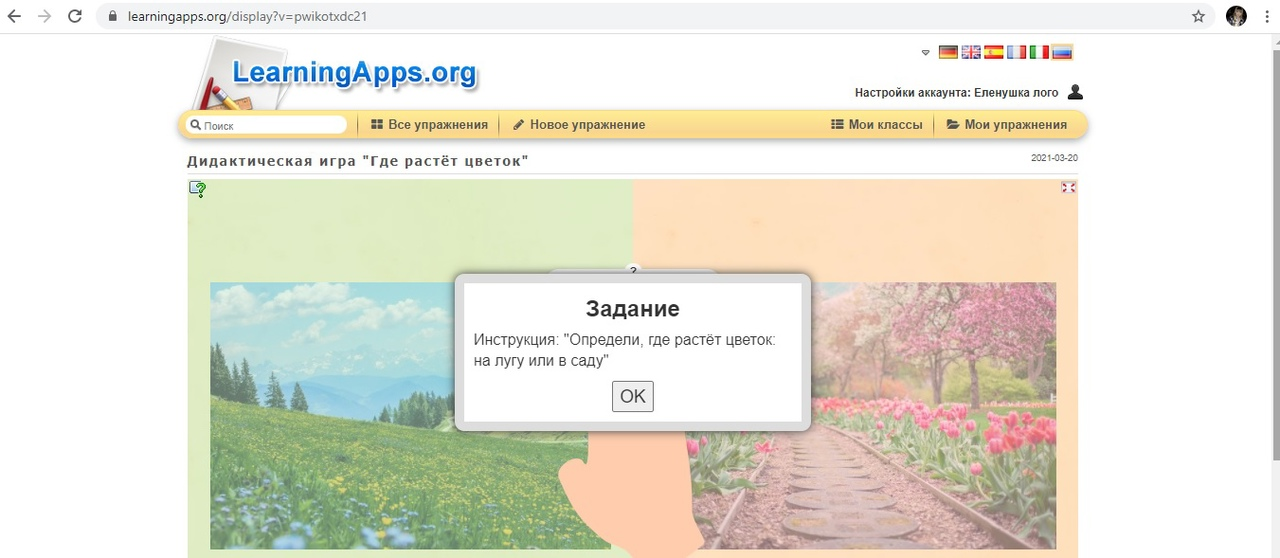 learningapps.org/display?v=pwikotxdc21
LearningApps.org
Настройки аккаунта: Еленушка лого
Поиск
Все упражнения
Новое упражнение
Мои классы
Мои упражнения
Дидактическая игра "Где растёт цветок"
2021-03-20
?
Задание
Инструкция: "Определи, где растёт цветок:
на лугу или в саду"
OK